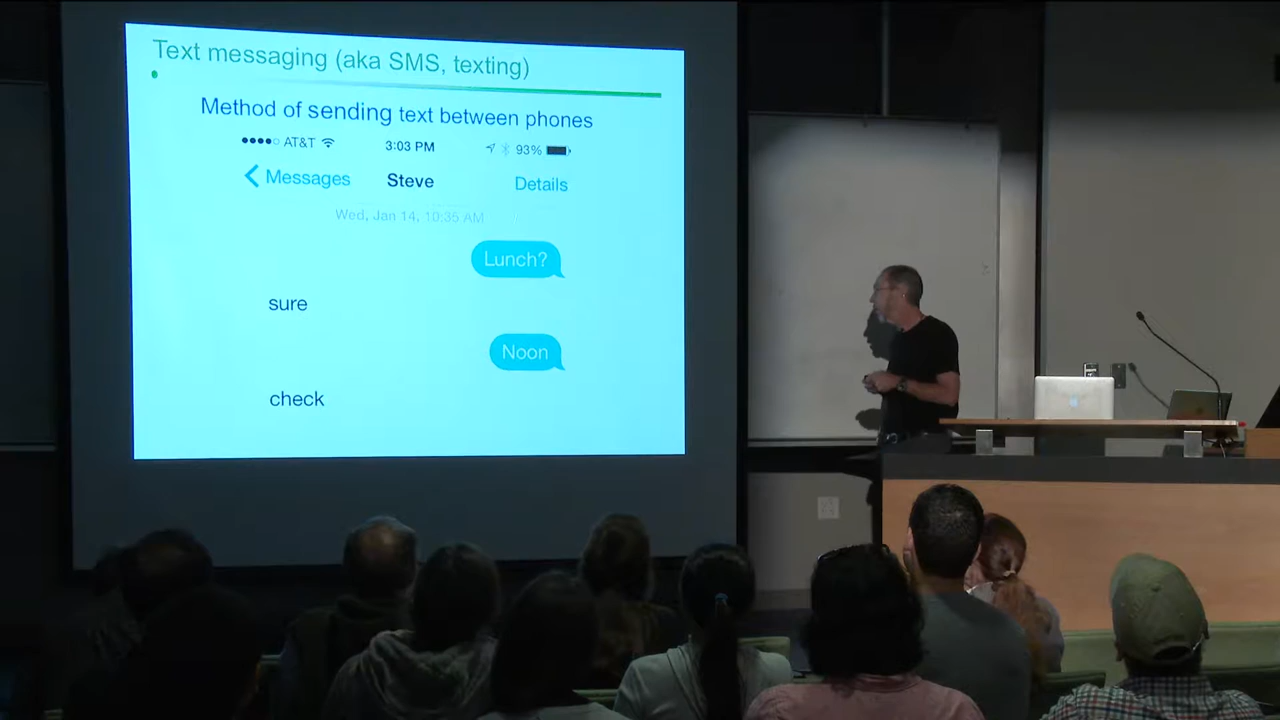 Text messaging (aka SMS, texting)
Method of sending text between phones
AT&T 3:03 PM 93%
Messages Steve Details
Wed, Jan 14, 10:35 AM
Lunch?
sure
Noon
check